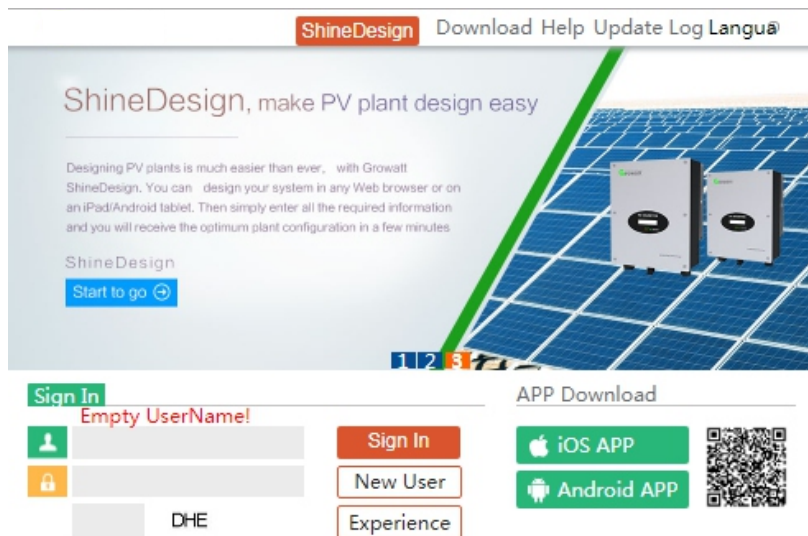 ShineDesign Download Help Update Log Langua
ShineDesign, make PV plant design easy
Designing PV plants is much easier than ever, with Growatt
ShineDesign. You can design your system in any Web browser or on
an iPad/Android tablet. Then simply enter all the required information
and you will receive the optimum plant configuration in a few minutes
ShineDesign
Start to go
Growatt
Growatt
1 2 3
Sign In
Empty UserName!
Sign In
New User
DHE
Experience
APP Download
iOS APP
Android APP